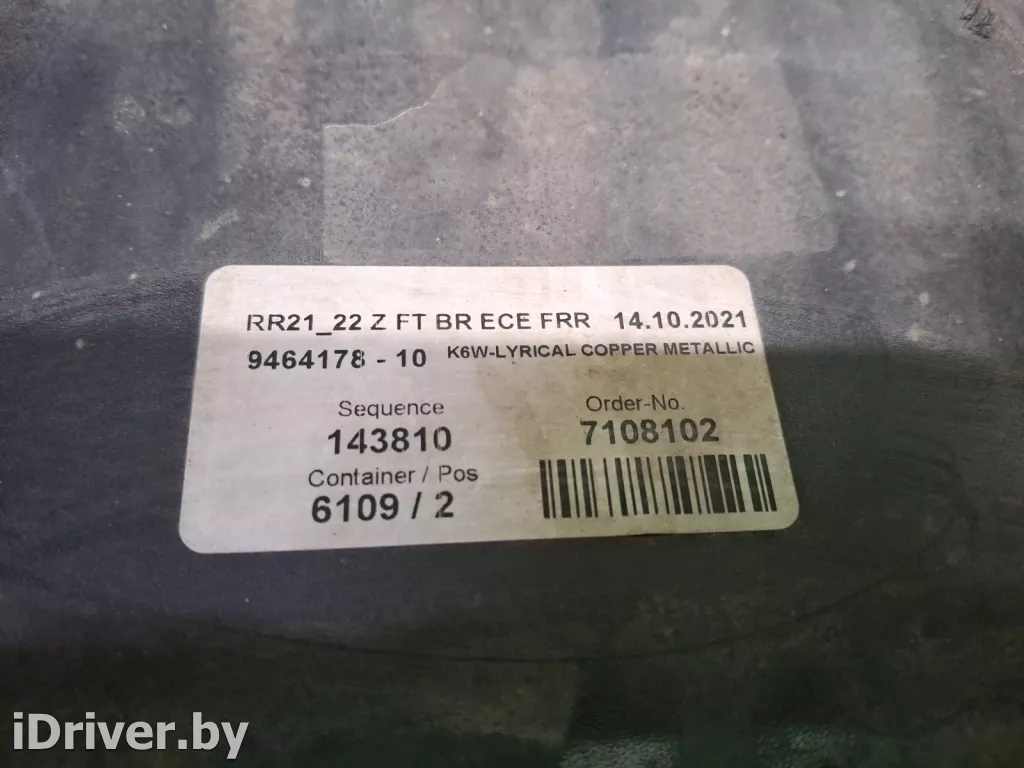 RR21_22 Z FT BR ECE FRR 14.10.2021
9464178 - 10 K6W-LYRICAL COPPER METALLIC
Sequence Order-No.
143810 7108102
Container / Pos
6109 / 2
iDriver.by